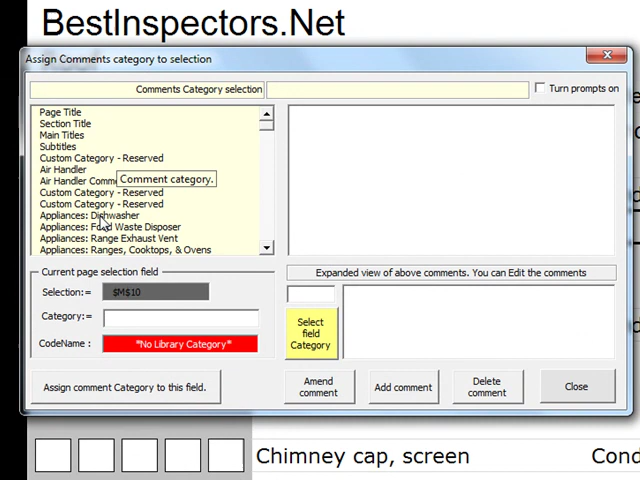 BestInspectors.Net
Assign Comments category to selection
Comments Category selection
Turn prompts on
Page Title
Section Title
Main Titles
Subtitles
Custom Category - Reserved
Air Handler
Air Handler Comme
Comment category.
Custom Category - Reserved
Custom Category - Reserved
Appliances: Dishwasher
Appliances: Food Waste Disposer
Appliances: Range Exhaust Vent
Appliances: Ranges, Cooktops, & Ovens
Current page selection field
Selection:= $M$10
Category:=
CodeName : *No Library Category*
Assign comment Category to this field.
Expanded view of above comments. You can Edit the comments
Select
field
Category
Amend
comment
Add comment
Delete
comment
Close
Chimney cap, screen
Cond